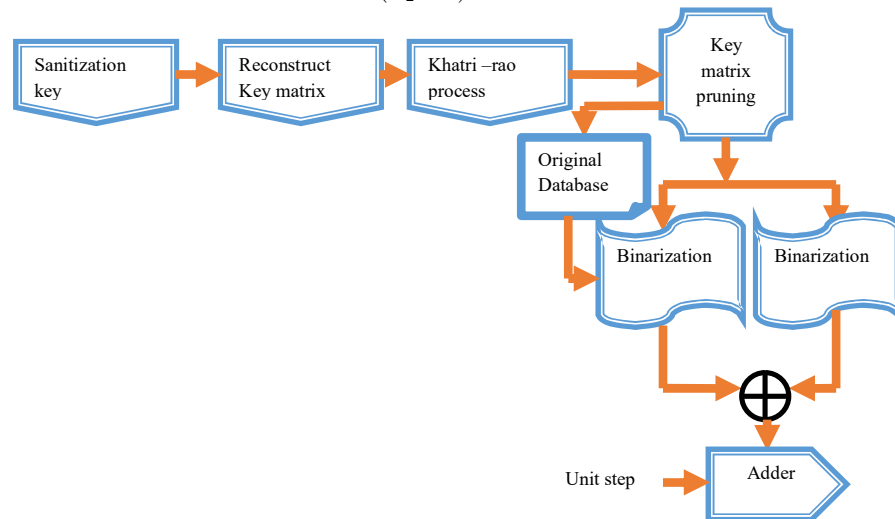 Sanitization
key
Reconstruct
Key matrix
Khatri –rao
process
Key
matrix
pruning
Original
Database
Binarization
Binarization
Unit step
Adder